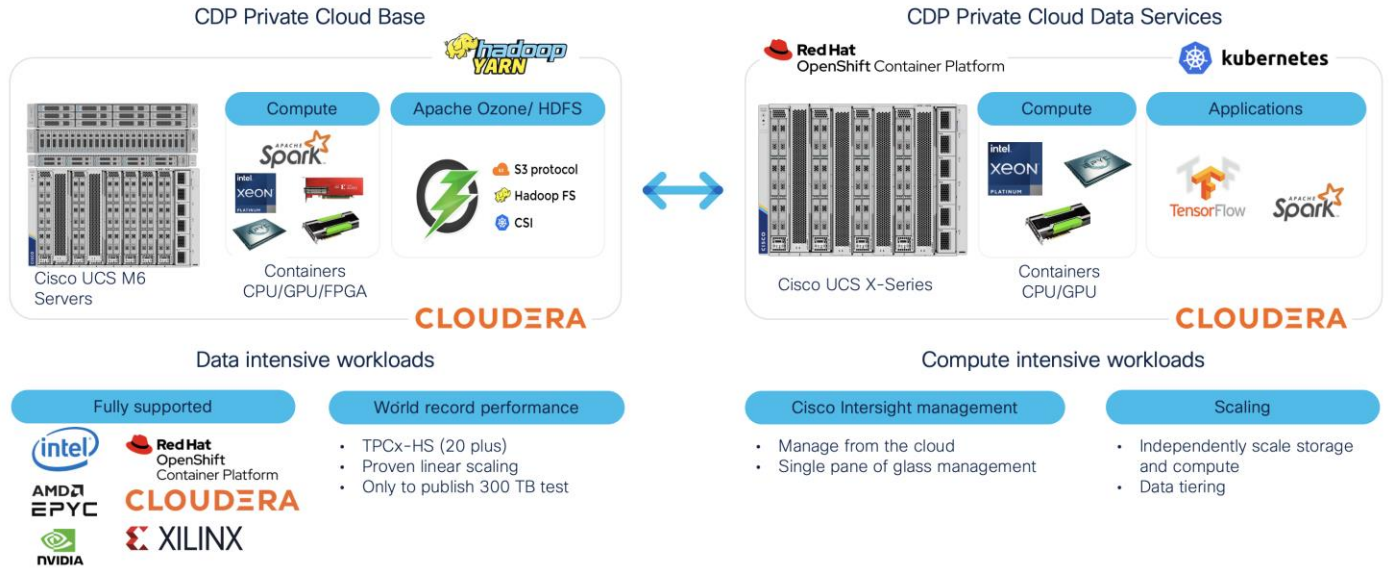 CDP Private Cloud Base
hadoop
YARN
Compute
Apache Ozone/ HDFS
APACHE
Spark
intel.
XEON
PLATINUM
XILINX
S3 protocol
Hadoop FS
CSI
CISCO
Cisco UCS M6
Servers
Containers
CPU/GPU/FPGA
CLOUDERA
CDP Private Cloud Data Services
Red Hat
OpenShift Container Platform
kubernetes
Compute
Applications
intel.
XEON
PLATINUM
TensorFlow
APACHE
Spark
CISCO
Cisco UCS X-Series
Containers
CPU/GPU
CLOUDERA
Data intensive workloads
Fully supported
intel
Red Hat
OpenShift
Container Platform
AMD
EPYC
CLOUDERA
NVIDIA
XILINX
World record performance
• TPCx-HS (20 plus)
• Proven linear scaling
• Only to publish 300 TB test
Compute intensive workloads
Cisco Intersight management
• Manage from the cloud
• Single pane of glass management
Scaling
• Independently scale storage
and compute
• Data tiering